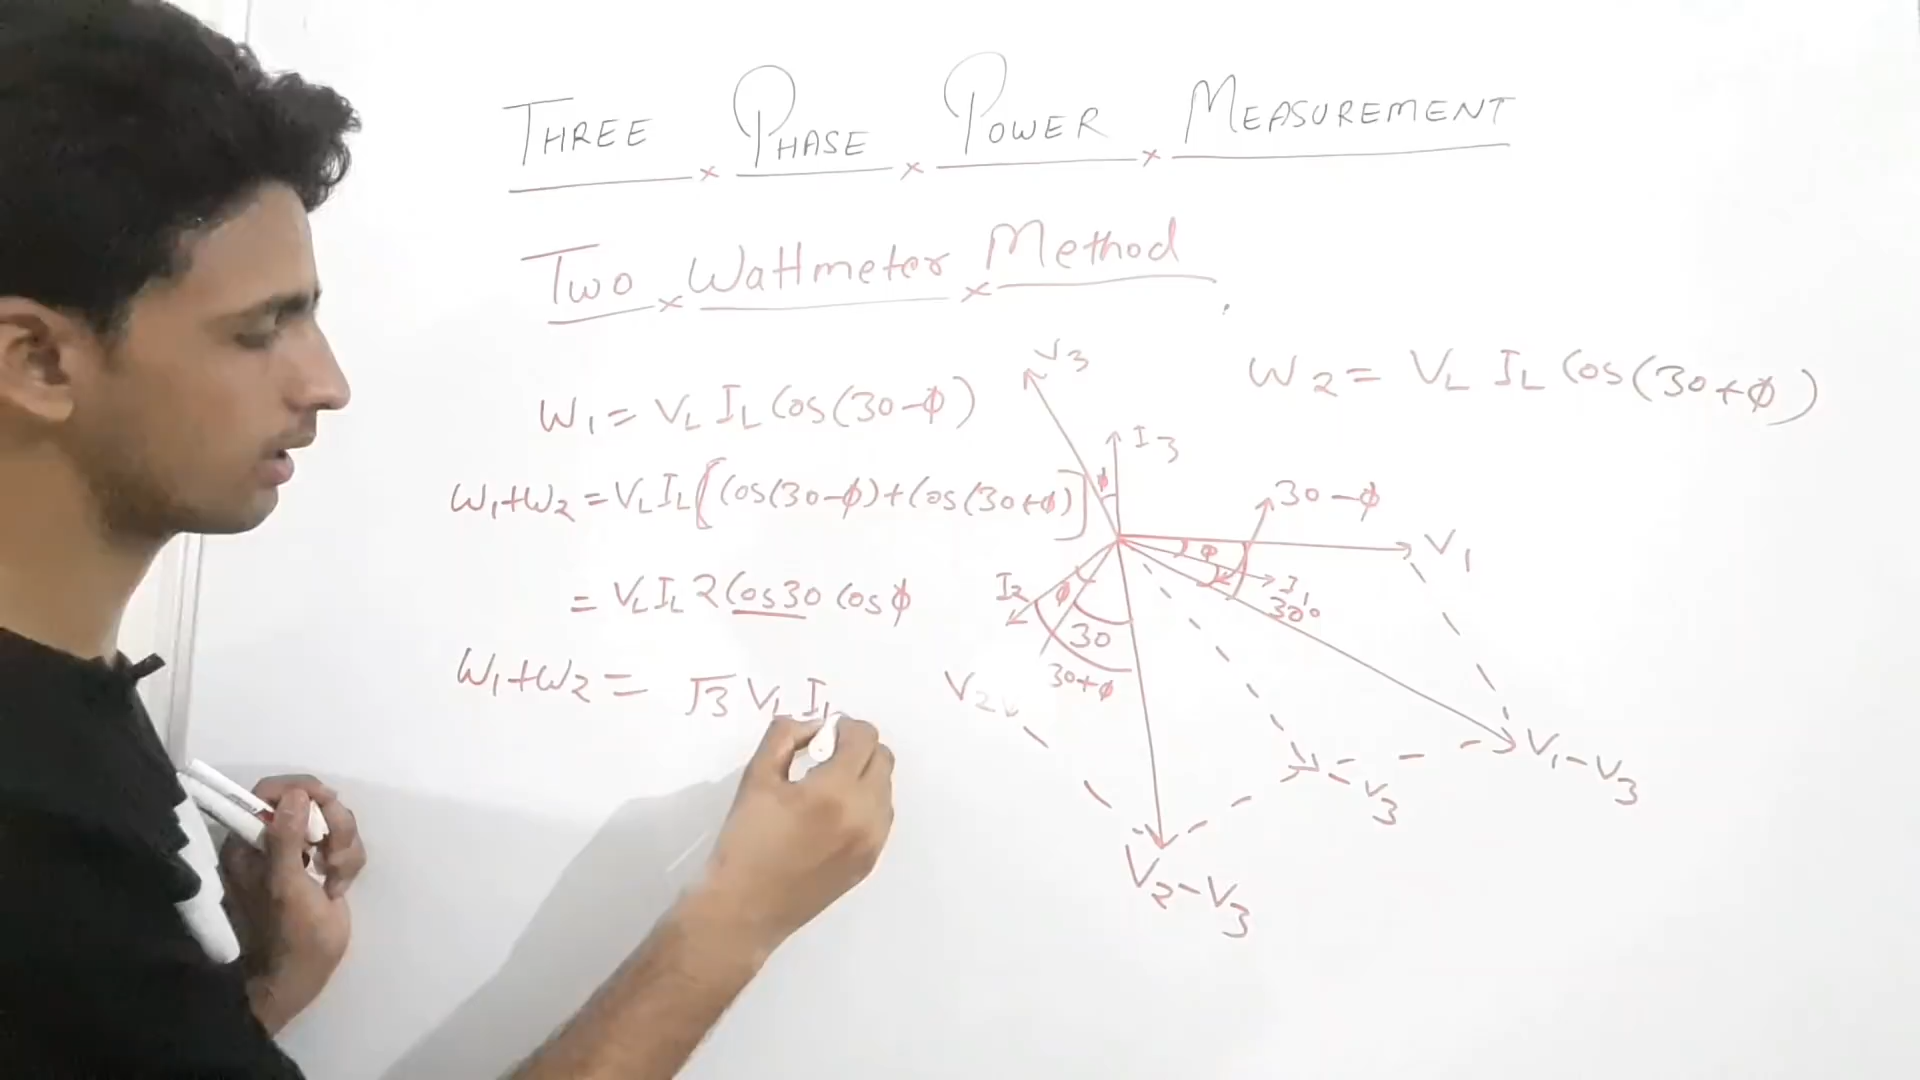 THREE PHASE POWER MEASUREMENT
Two Wattmeter Method
W1 = VL IL Cos(30-ϕ)
W2 = VL IL Cos(30+ϕ)
W1+W2 = VL IL [Cos(30-ϕ)+Cos(30+ϕ)]
= VL IL 2 Cos30 Cosϕ
W1+W2 = √3 VL IL
V3
I3
ϕ
30-ϕ
V1
ϕ
I1
30°
I2
ϕ
30
30+ϕ
V2
V1-V3
-V3
V2-V3